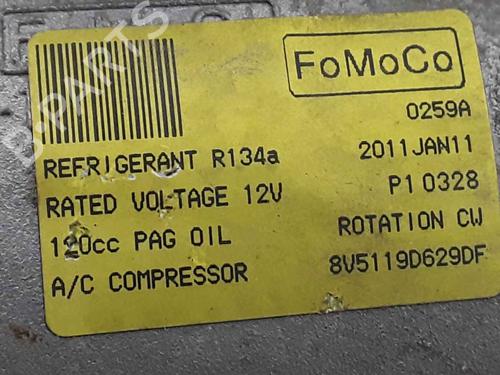 FoMoCo
0259A
REFRIGERANT R134a 2011JAN11
RATED VOLTAGE 12V P1 0328
120cc PAG OIL ROTATION CW
A/C COMPRESSOR 8V5119D629DF
B-PARTS